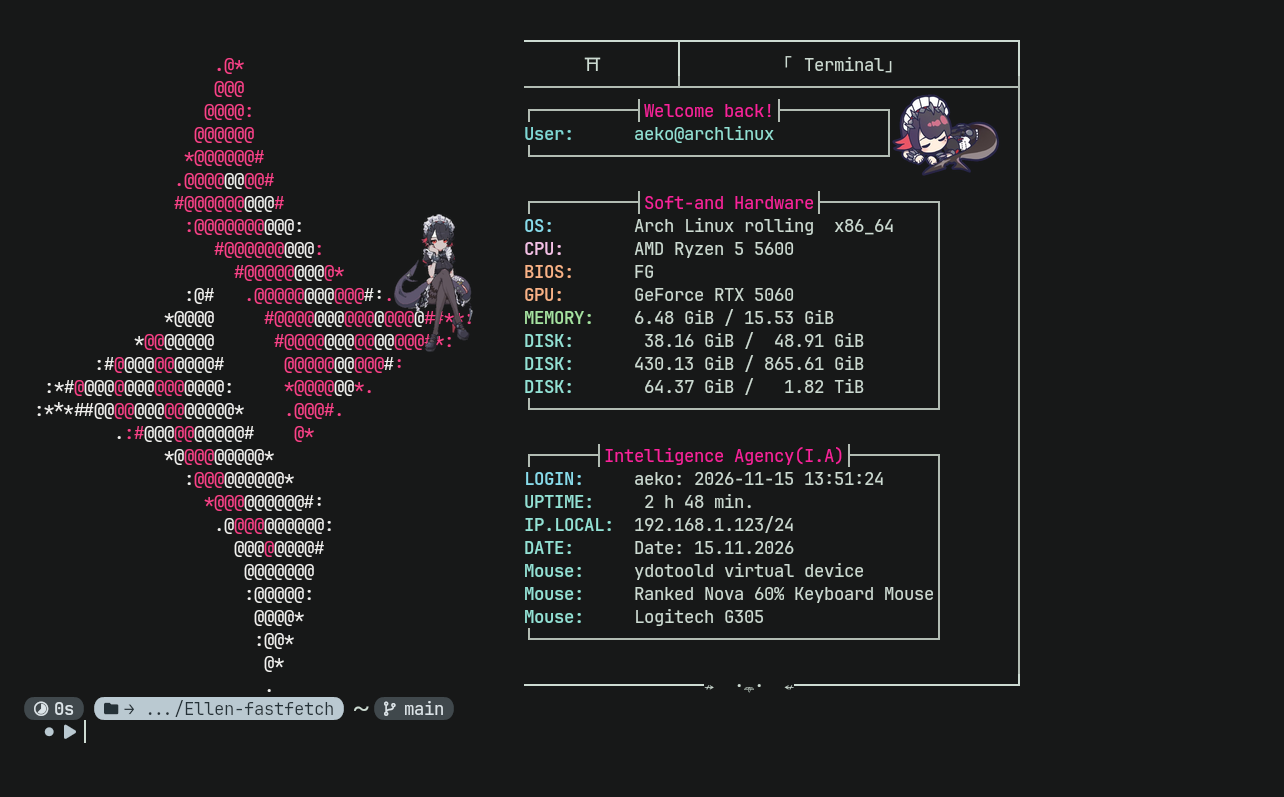 ⛩ 「 Terminal」
Welcome back!
User: aeko@archlinux
Soft-and Hardware
OS: Arch Linux rolling x86_64
CPU: AMD Ryzen 5 5600
BIOS: FG
GPU: GeForce RTX 5060
MEMORY: 6.48 GiB / 15.53 GiB
DISK: 38.16 GiB / 48.91 GiB
DISK: 430.13 GiB / 865.61 GiB
DISK: 64.37 GiB / 1.82 TiB
Intelligence Agency(I.A)
LOGIN: aeko: 2026-11-15 13:51:24
UPTIME: 2 h 48 min.
IP.LOCAL: 192.168.1.123/24
DATE: Date: 15.11.2026
Mouse: ydotoold virtual device
Mouse: Ranked Nova 60% Keyboard Mouse
Mouse: Logitech G305
0s → .../Ellen-fastfetch ~ main